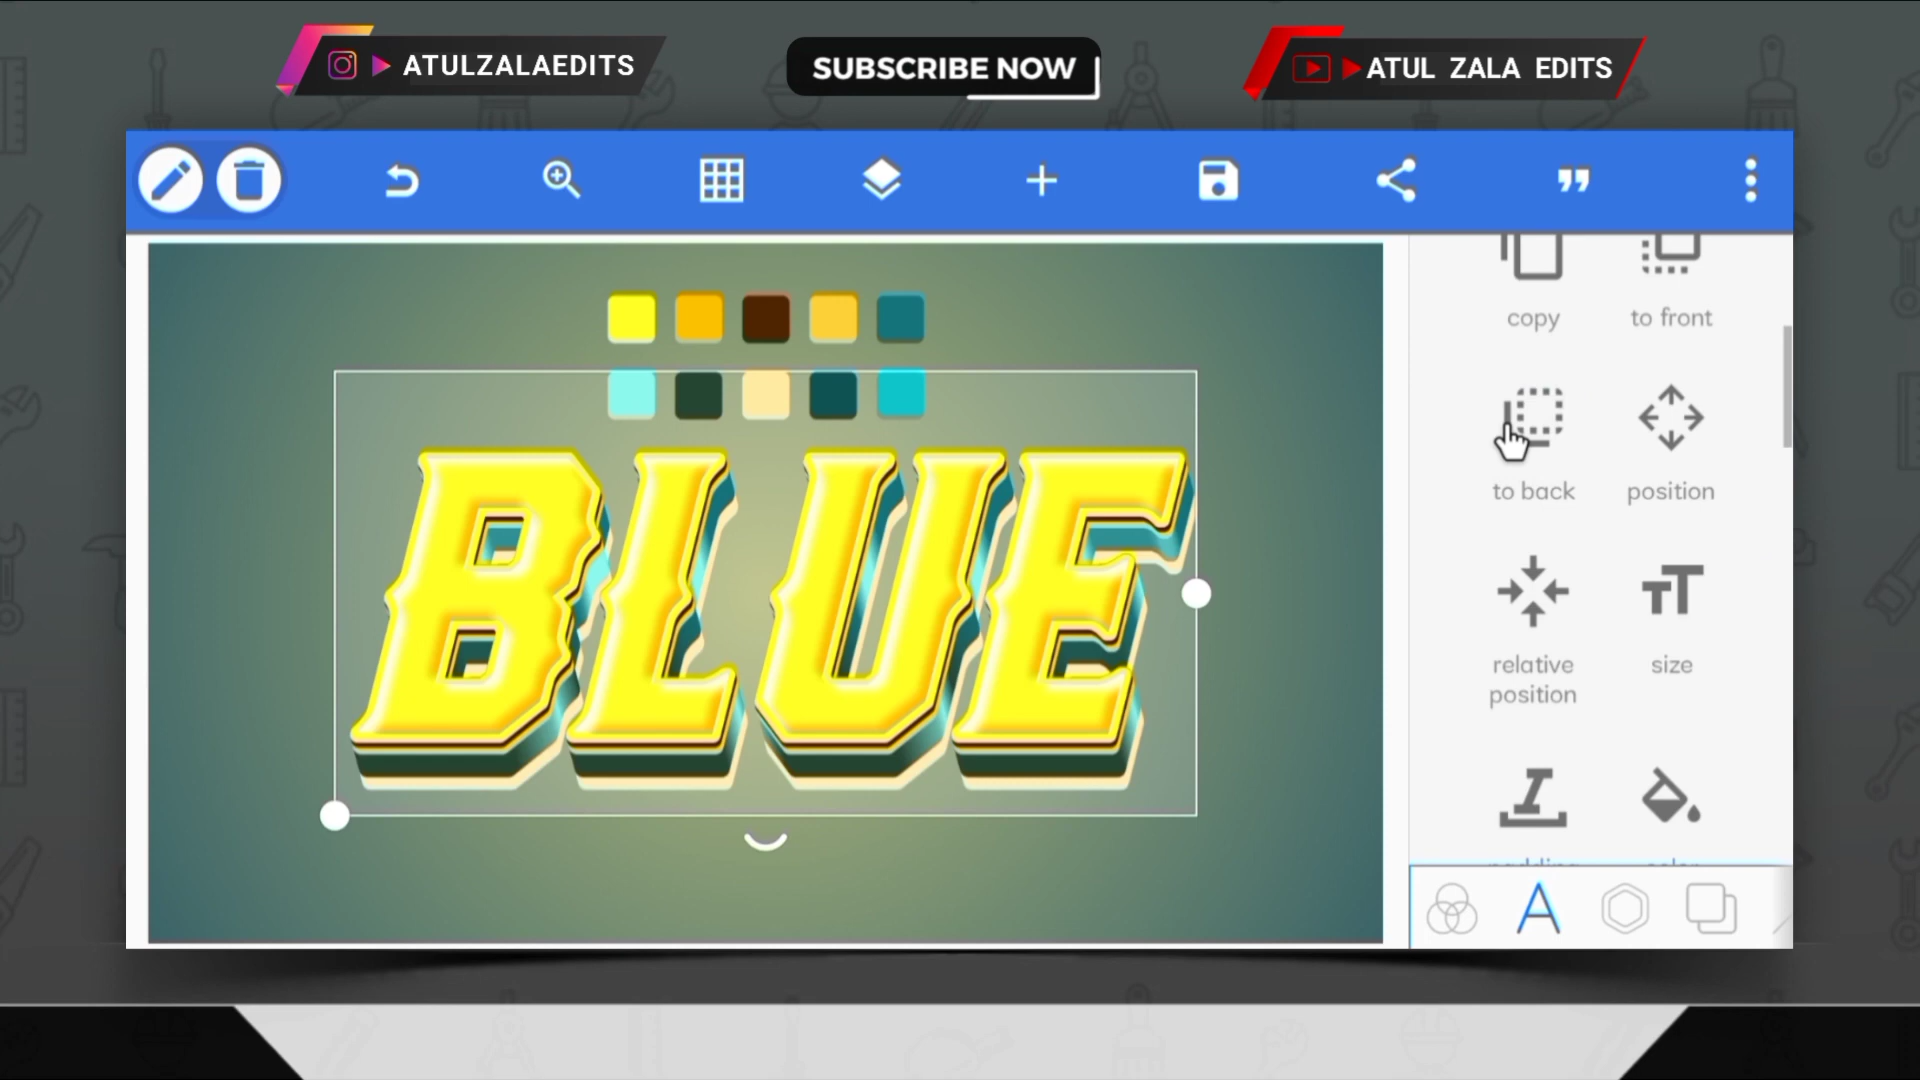 ATULZALAEDITS
SUBSCRIBE NOW
ATUL ZALA EDITS
copy
to front
BLUE
to back
position
relative
position
size